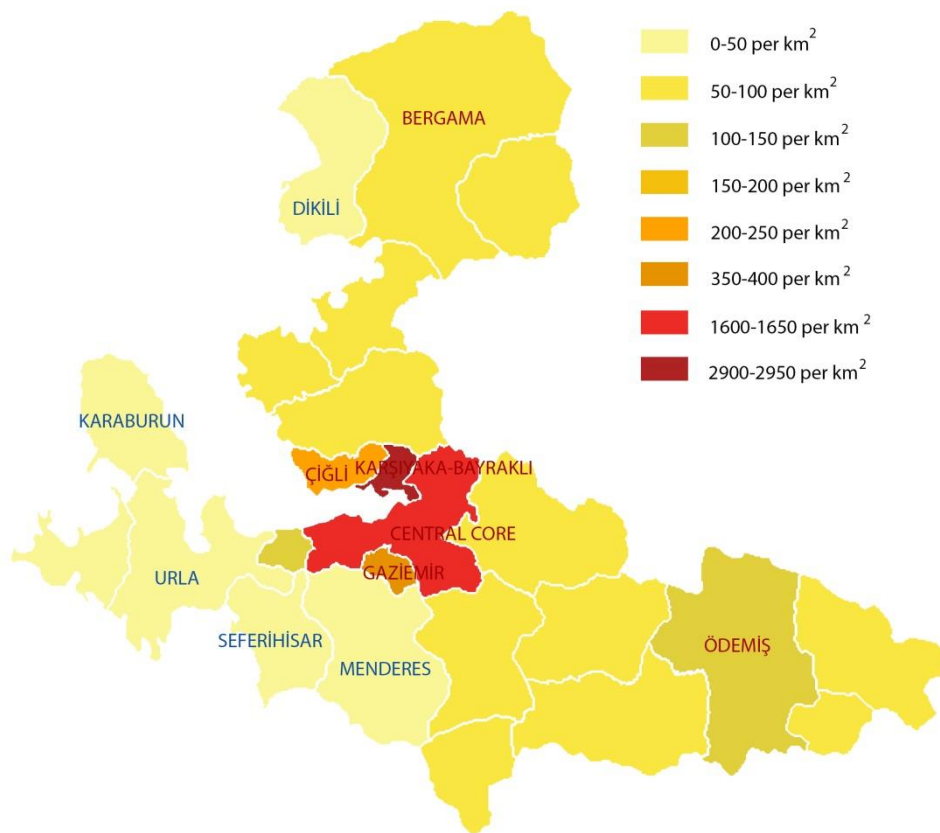 0-50 per km²
50-100 per km²
100-150 per km²
150-200 per km²
200-250 per km²
350-400 per km²
1600-1650 per km²
2900-2950 per km²
BERGAMA
DİKİLİ
KARABURUN
KARŞIYAKA-BAYRAKLI
ÇİĞLİ
CENTRAL CORE
GAZİEMİR
URLA
SEFERİHİSAR
MENDERES
ÖDEMİŞ